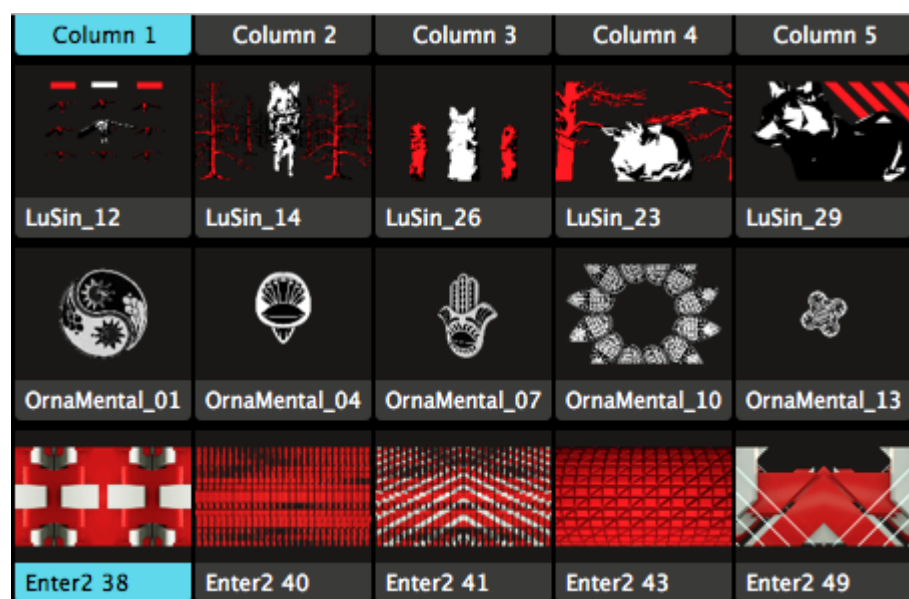 Column 1 Column 2 Column 3 Column 4 Column 5
LuSin_12 LuSin_14 LuSin_26 LuSin_23 LuSin_29
OrnaMental_01 OrnaMental_04 OrnaMental_07 OrnaMental_10 OrnaMental_13
Enter2 38 Enter2 40 Enter2 41 Enter2 43 Enter2 49